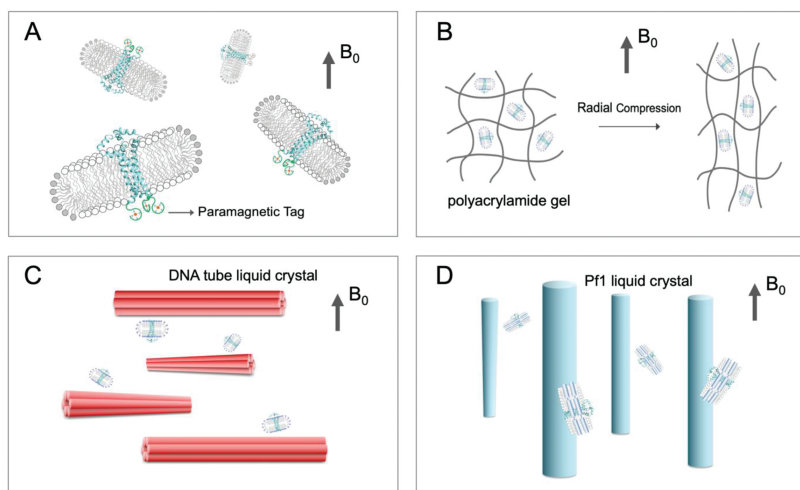 A
B₀
Paramagnetic Tag
B
B₀
Radial Compression
polyacrylamide gel
C
DNA tube liquid crystal
B₀
D
Pf1 liquid crystal
B₀